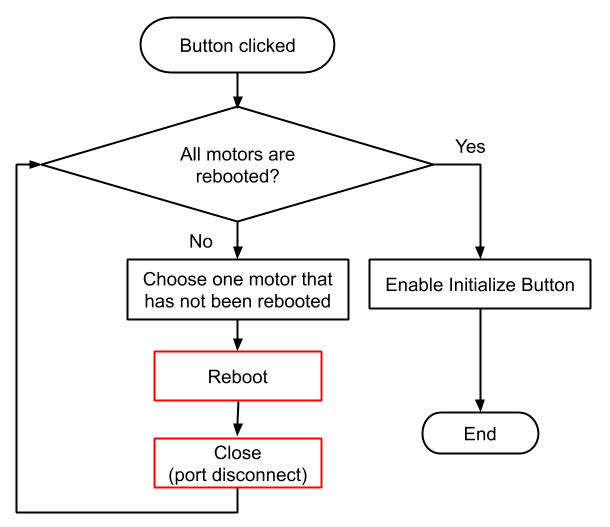 Button clicked
All motors are
rebooted?
Yes
No
Choose one motor that
has not been rebooted
Enable Initialize Button
Reboot
Close
(port disconnect)
End